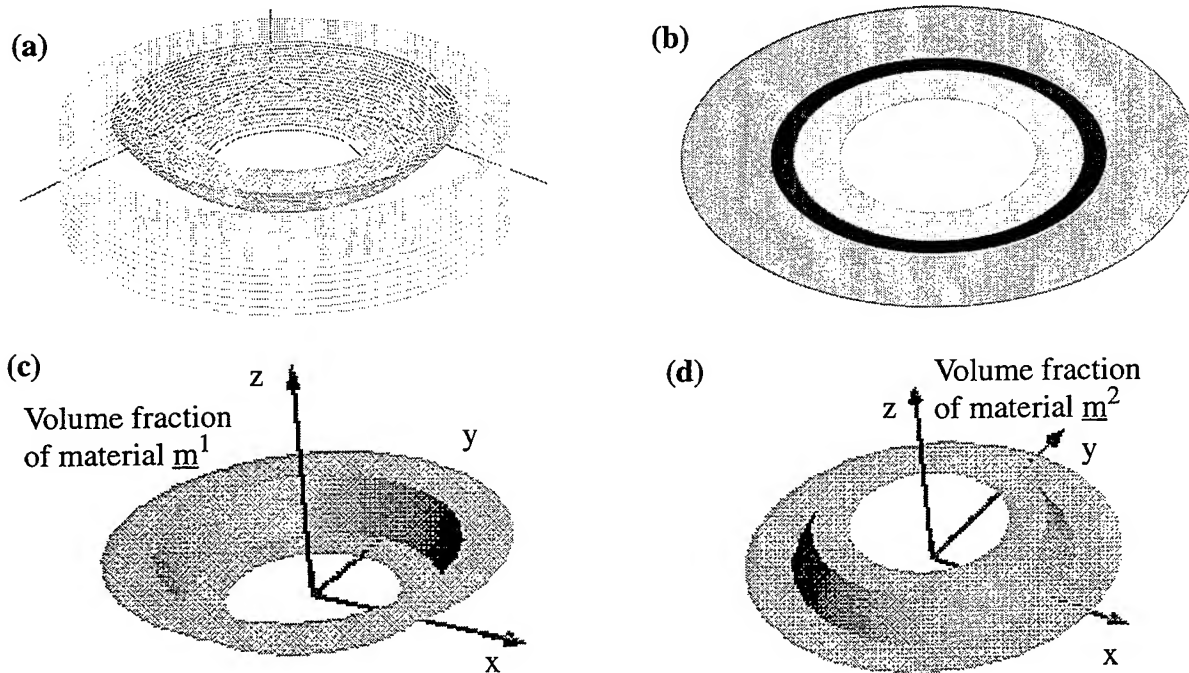 (a)
(b)
(c)
z
Volume fraction
of material m¹
y
x
(d)
Volume fraction
of material m²
z
y
x